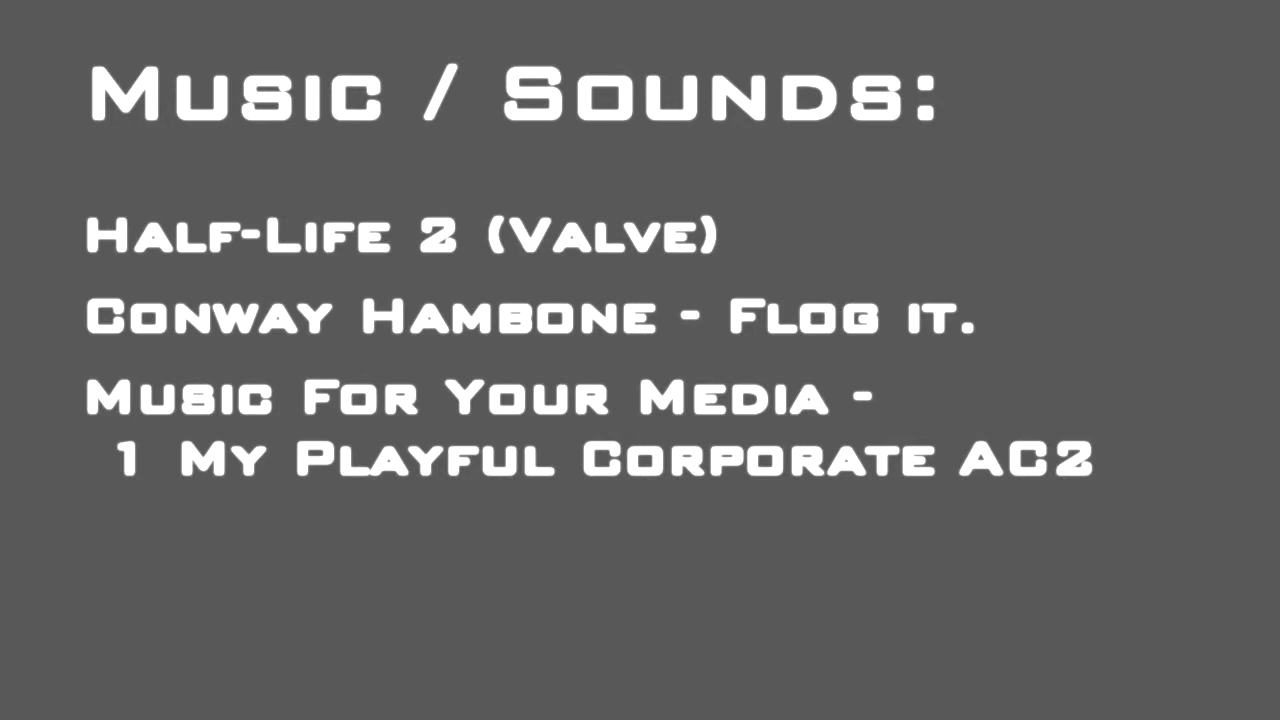 Music / Sounds:
Half-Life 2 (Valve)
Conway Hambone - Flog it.
Music For Your Media -
1 My Playful Corporate AC2